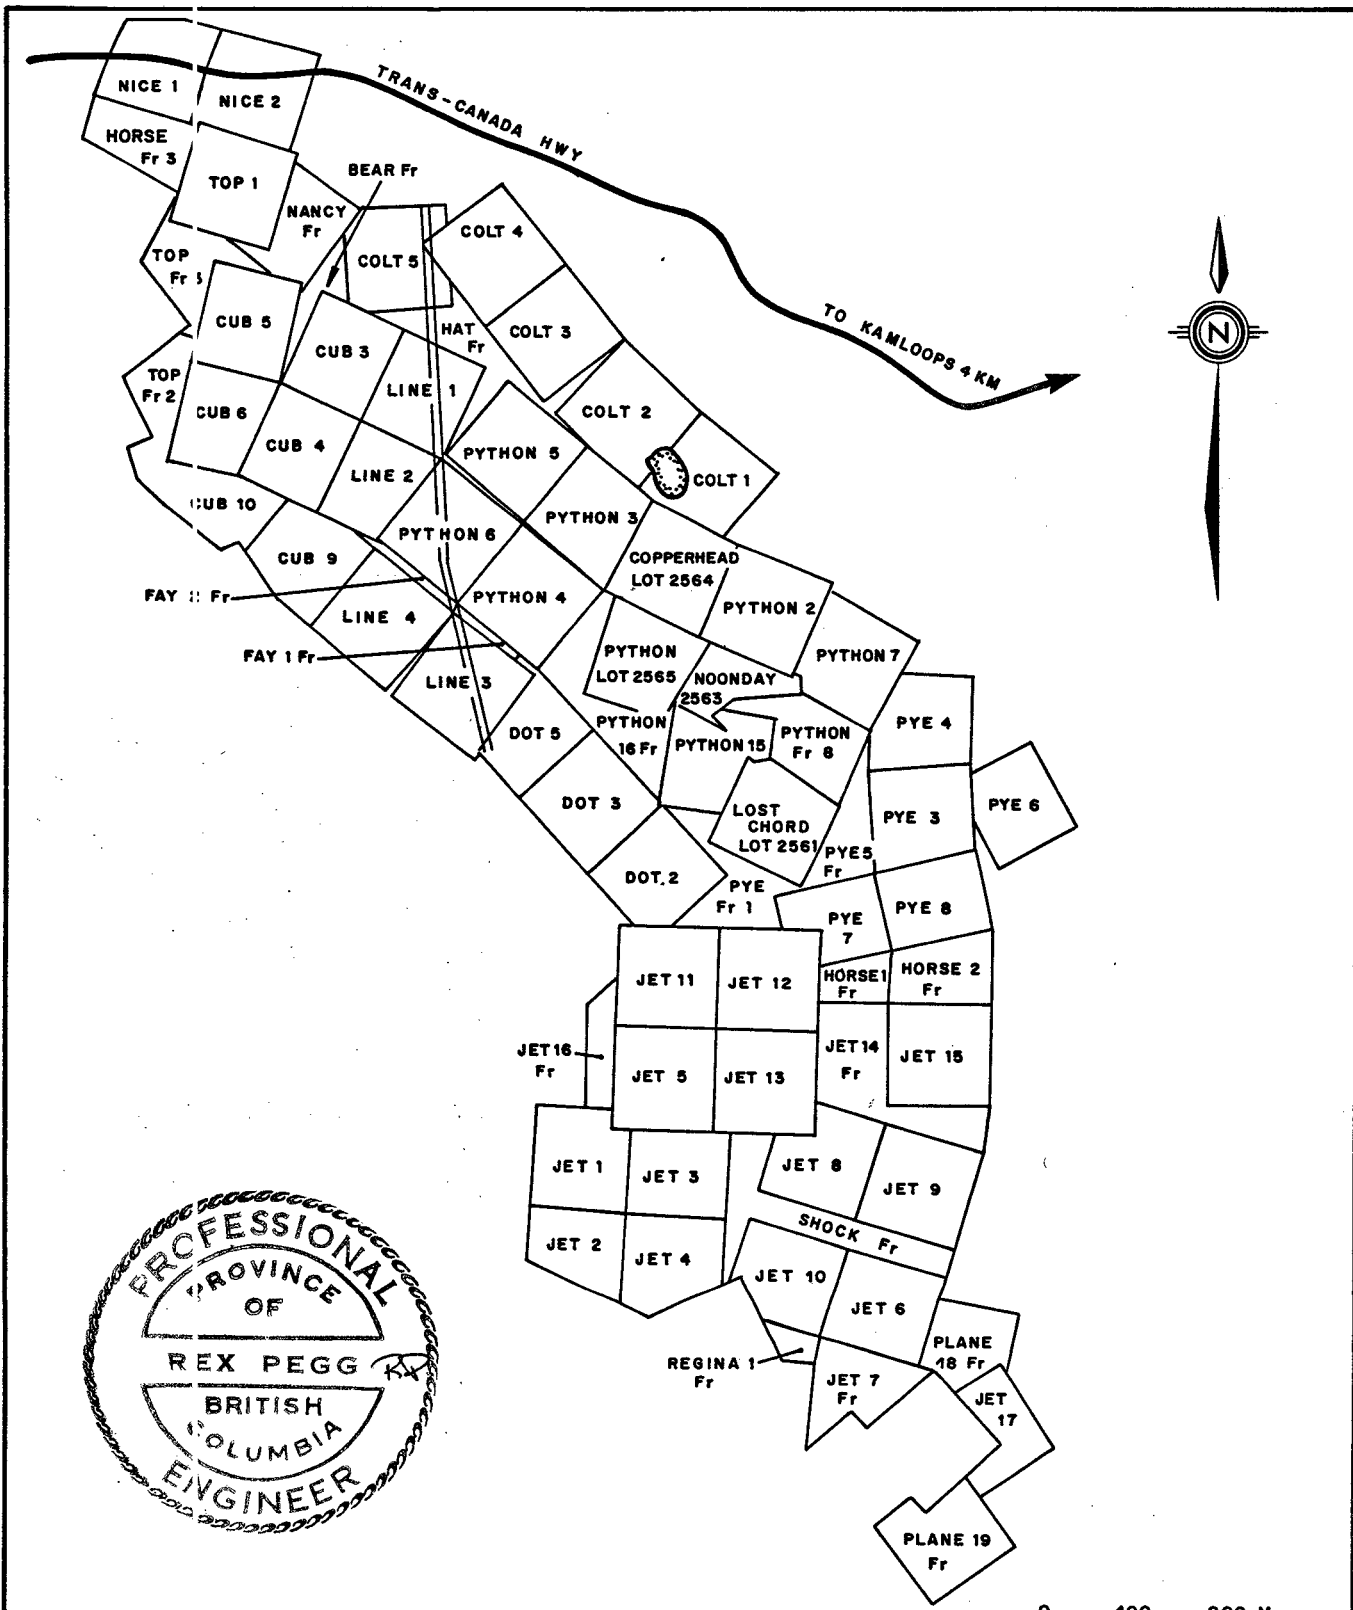 TRANS-CANADA HWY
TO KAMLOOPS 4 KM
NICE 1
NICE 2
HORSE
Fr 3
TOP 1
BEAR Fr
NANCY
Fr
TOP
Fr
COLT 5
COLT 4
COLT 3
HAT
Fr
CUB 5
CUB 3
LINE 1
TOP
Fr 2
CUB 6
CUB 4
LINE 2
COLT 2
COLT 1
PYTHON 5
PYTHON 3
CUB 10
CUB 9
PYTHON 6
COPPERHEAD
LOT 2564
FAY Fr
LINE 4
PYTHON 4
PYTHON 2
FAY 1 Fr
LINE 3
PYTHON
LOT 2565
PYTHON 7
NOONDAY
2563
DOT 5
PYTHON
16 Fr
PYTHON 15
PYTHON
Fr 8
PYE 4
DOT 3
LOST
CHORD
LOT 2561
PYE 3
PYE 6
PYE 5
Fr
DOT 2
PYE
Fr 1
PYE
7
PYE 8
JET 11
JET 12
HORSE 1
Fr
HORSE 2
Fr
JET 16
Fr
JET 5
JET 13
JET 14
Fr
JET 15
JET 1
JET 3
JET 8
JET 9
JET 2
JET 4
SHOCK Fr
JET 10
JET 6
REGINA 1
Fr
JET 7
Fr
PLANE
18 Fr
JET
17
PLANE 19
Fr
N
PROFESSIONAL
PROVINCE
OF
REX PEGG
RP
BRITISH
COLUMBIA
ENGINEER